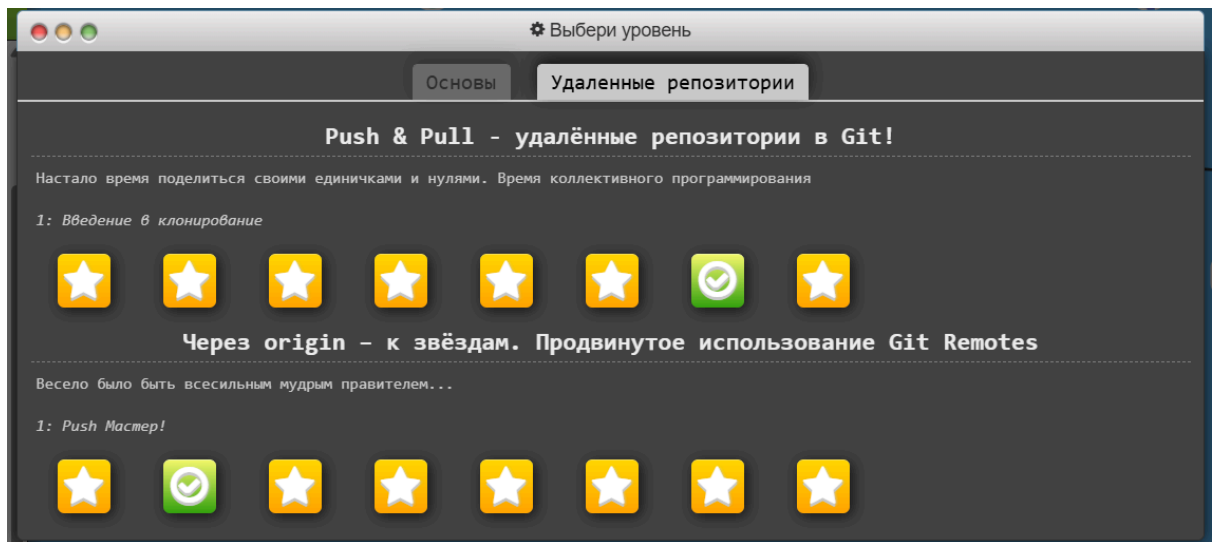 Выбери уровень
Основы
Удаленные репозитории
Push & Pull - удалённые репозитории в Git!
Настало время поделиться своими единичками и нулями. Время коллективного программирования
1: Введение в клонирование
Через origin – к звёздам. Продвинутое использование Git Remotes
Весело было быть всесильным мудрым правителем...
1: Push Мастер!